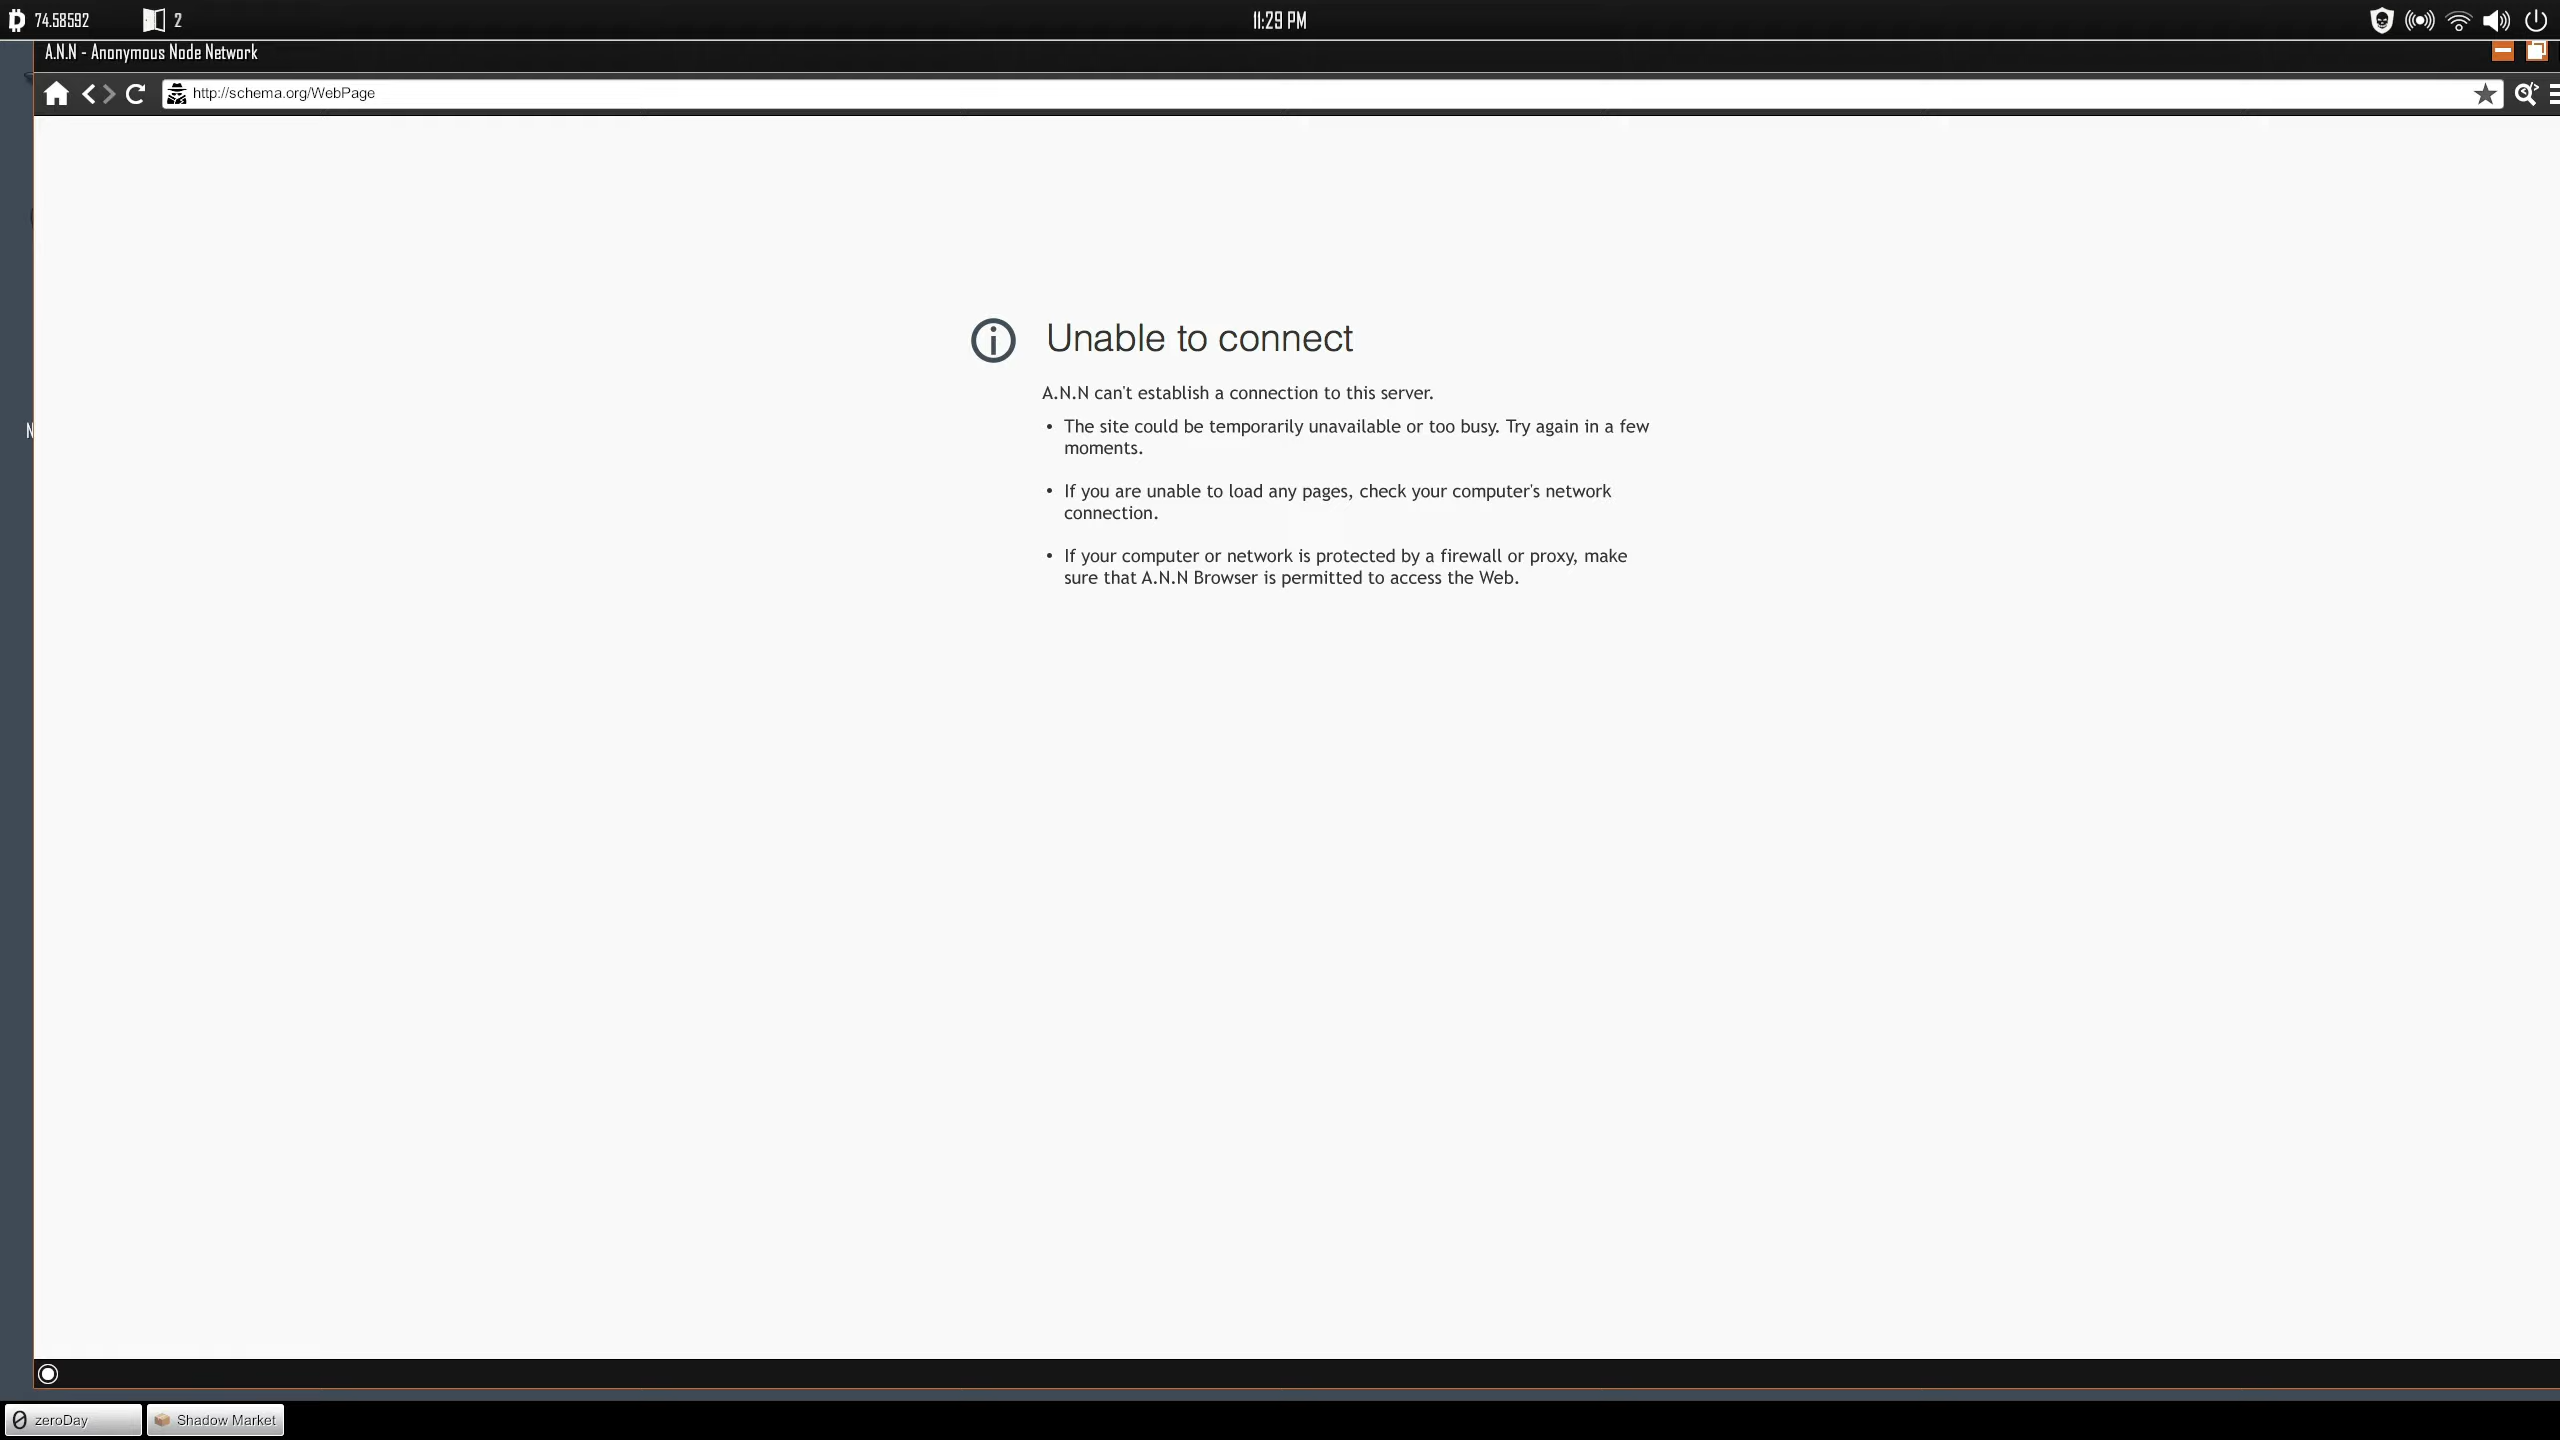 74.58592
2
11:29 PM
A.N.N - Anonymous Node Network
http://schema.org/WebPage
Unable to connect
A.N.N can't establish a connection to this server.
• The site could be temporarily unavailable or too busy. Try again in a few
moments.
• If you are unable to load any pages, check your computer's network
connection.
• If your computer or network is protected by a firewall or proxy, make
sure that A.N.N Browser is permitted to access the Web.
N
zeroDay
Shadow Market